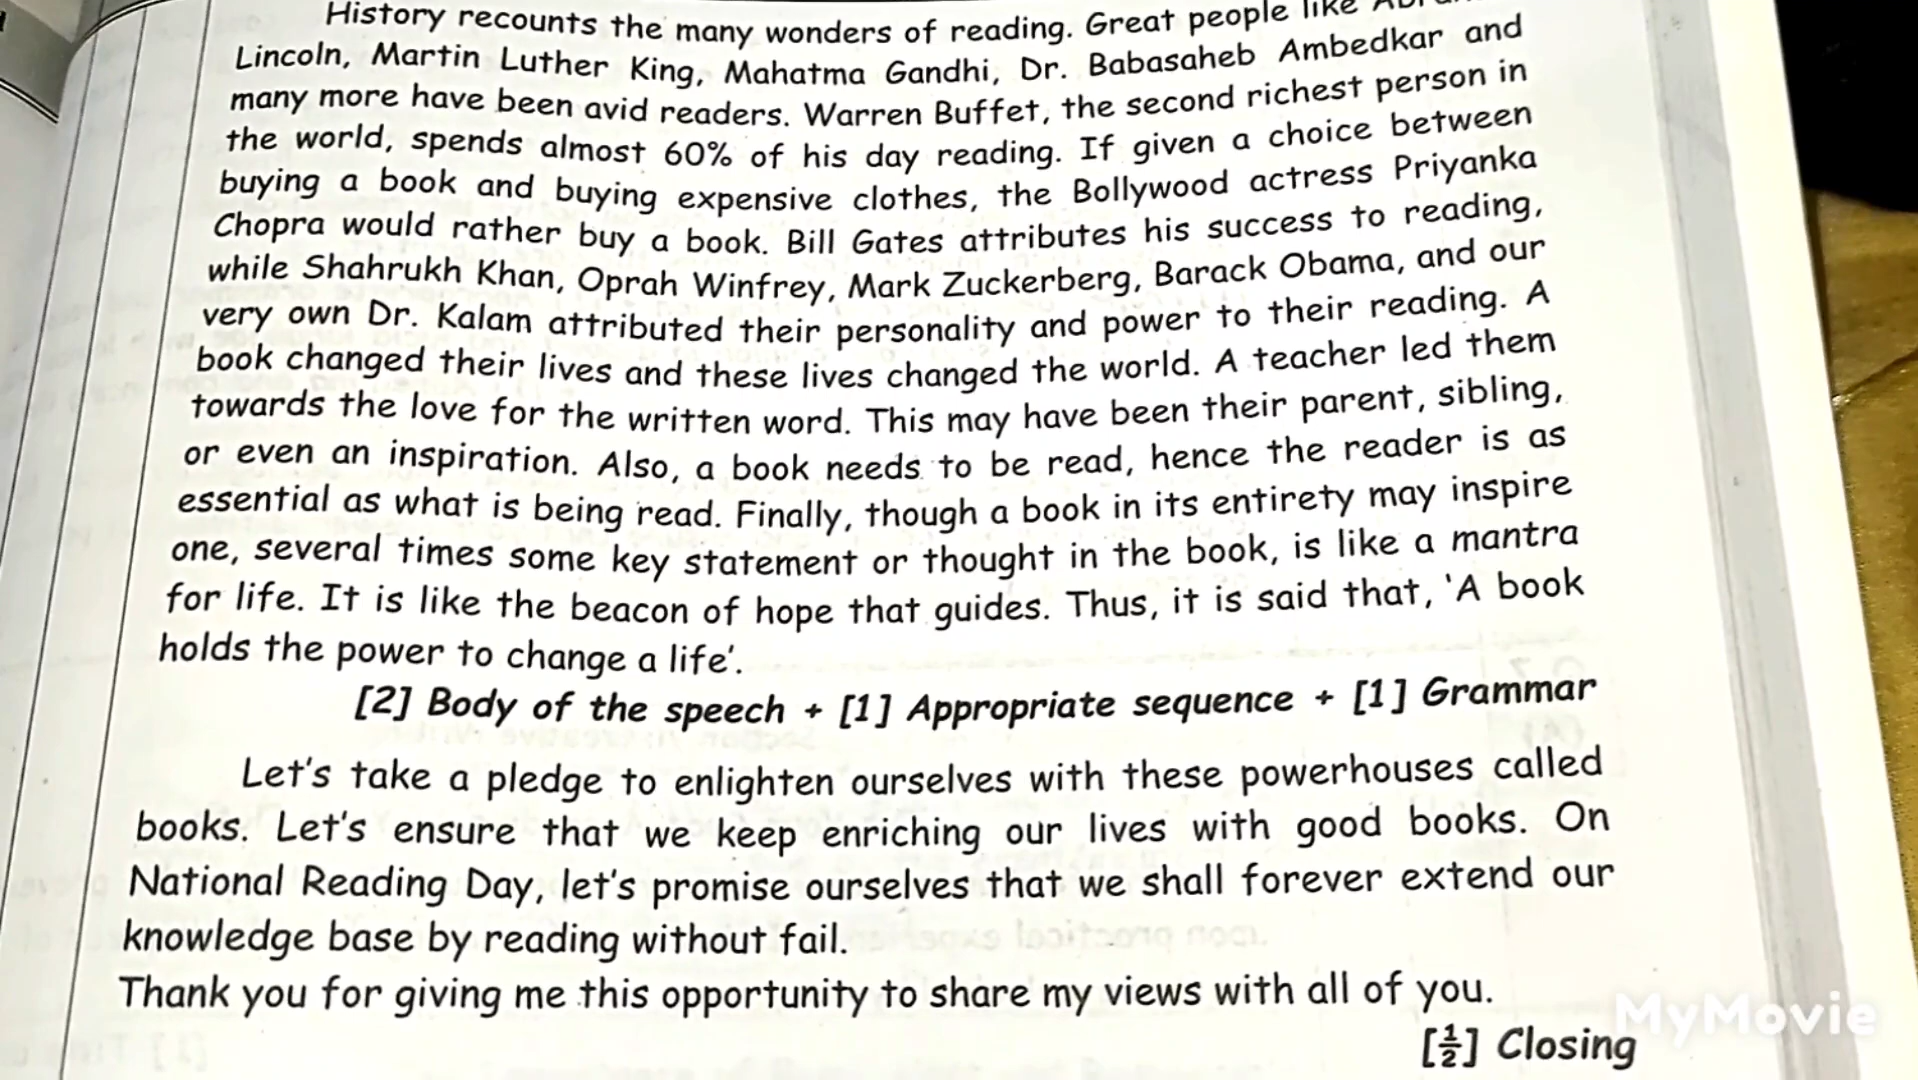 History recounts the many wonders of reading. Great people like
Lincoln, Martin Luther King, Mahatma Gandhi, Dr. Babasaheb Ambedkar and
many more have been avid readers. Warren Buffet, the second richest person in
the world, spends almost 60% of his day reading. If given a choice between
buying a book and buying expensive clothes, the Bollywood actress Priyanka
Chopra would rather buy a book. Bill Gates attributes his success to reading,
while Shahrukh Khan, Oprah Winfrey, Mark Zuckerberg, Barack Obama, and our
very own Dr. Kalam attributed their personality and power to their reading. A
book changed their lives and these lives changed the world. A teacher led them
towards the love for the written word. This may have been their parent, sibling,
or even an inspiration. Also, a book needs to be read, hence the reader is as
essential as what is being read. Finally, though a book in its entirety may inspire
one, several times some key statement or thought in the book, is like a mantra
for life. It is like the beacon of hope that guides. Thus, it is said that, 'A book
holds the power to change a life'.
[2] Body of the speech + [1] Appropriate sequence + [1] Grammar
Let's take a pledge to enlighten ourselves with these powerhouses called
books. Let's ensure that we keep enriching our lives with good books. On
National Reading Day, let's promise ourselves that we shall forever extend our
knowledge base by reading without fail.
Thank you for giving me this opportunity to share my views with all of you.
[½] Closing
MyMovie